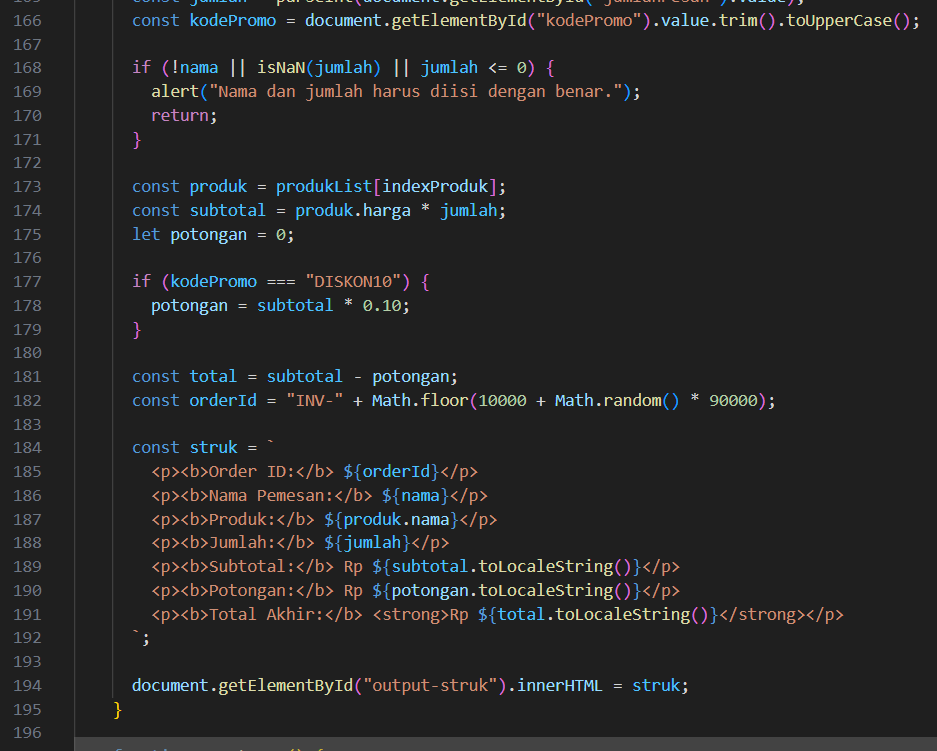 165 const jumlah = parseInt(document.getElementById("jumlahPesan").value);
166 const kodePromo = document.getElementById("kodePromo").value.trim().toUpperCase();
167
168 if (!nama || isNaN(jumlah) || jumlah <= 0) {
169 alert("Nama dan jumlah harus diisi dengan benar.");
170 return;
171 }
172
173 const produk = produkList[indexProduk];
174 const subtotal = produk.harga * jumlah;
175 let potongan = 0;
176
177 if (kodePromo === "DISKON10") {
178 potongan = subtotal * 0.10;
179 }
180
181 const total = subtotal - potongan;
182 const orderId = "INV-" + Math.floor(10000 + Math.random() * 90000);
183
184 const struk = `
185 <p><b>Order ID:</b> ${orderId}</p>
186 <p><b>Nama Pemesan:</b> ${nama}</p>
187 <p><b>Produk:</b> ${produk.nama}</p>
188 <p><b>Jumlah:</b> ${jumlah}</p>
189 <p><b>Subtotal:</b> Rp ${subtotal.toLocaleString()}</p>
190 <p><b>Potongan:</b> Rp ${potongan.toLocaleString()}</p>
191 <p><b>Total Akhir:</b> <strong>Rp ${total.toLocaleString()}</strong></p>
192 `;
193
194 document.getElementById("output-struk").innerHTML = struk;
195 }
196